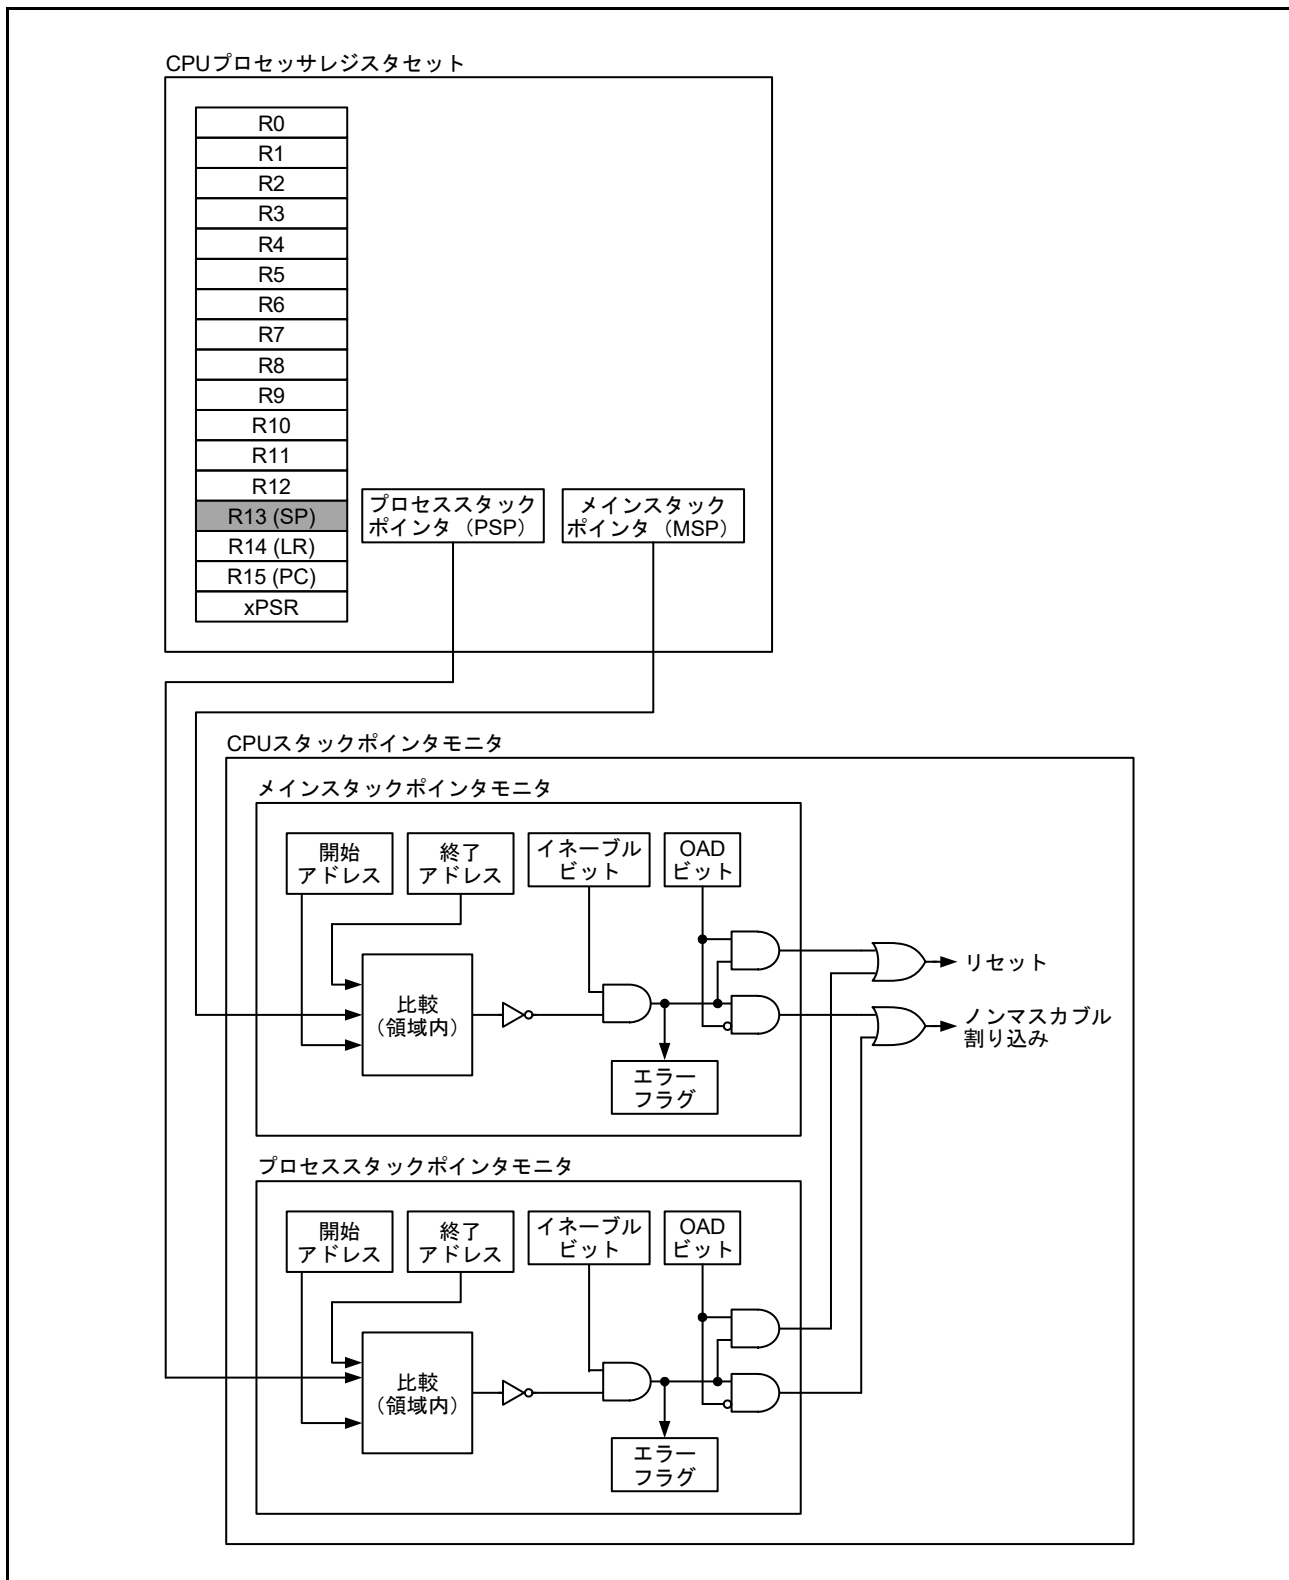 CPUプロセッサレジスタセット
R0
R1
R2
R3
R4
R5
R6
R7
R8
R9
R10
R11
R12
R13 (SP)
R14 (LR)
R15 (PC)
xPSR
プロセススタック
ポインタ（PSP）
メインスタック
ポインタ（MSP）
CPUスタックポインタモニタ
メインスタックポインタモニタ
開始
アドレス
終了
アドレス
イネーブル
ビット
OAD
ビット
比較
（領域内）
エラー
フラグ
リセット
ノンマスカブル
割り込み
プロセススタックポインタモニタ
開始
アドレス
終了
アドレス
イネーブル
ビット
OAD
ビット
比較
（領域内）
エラー
フラグ